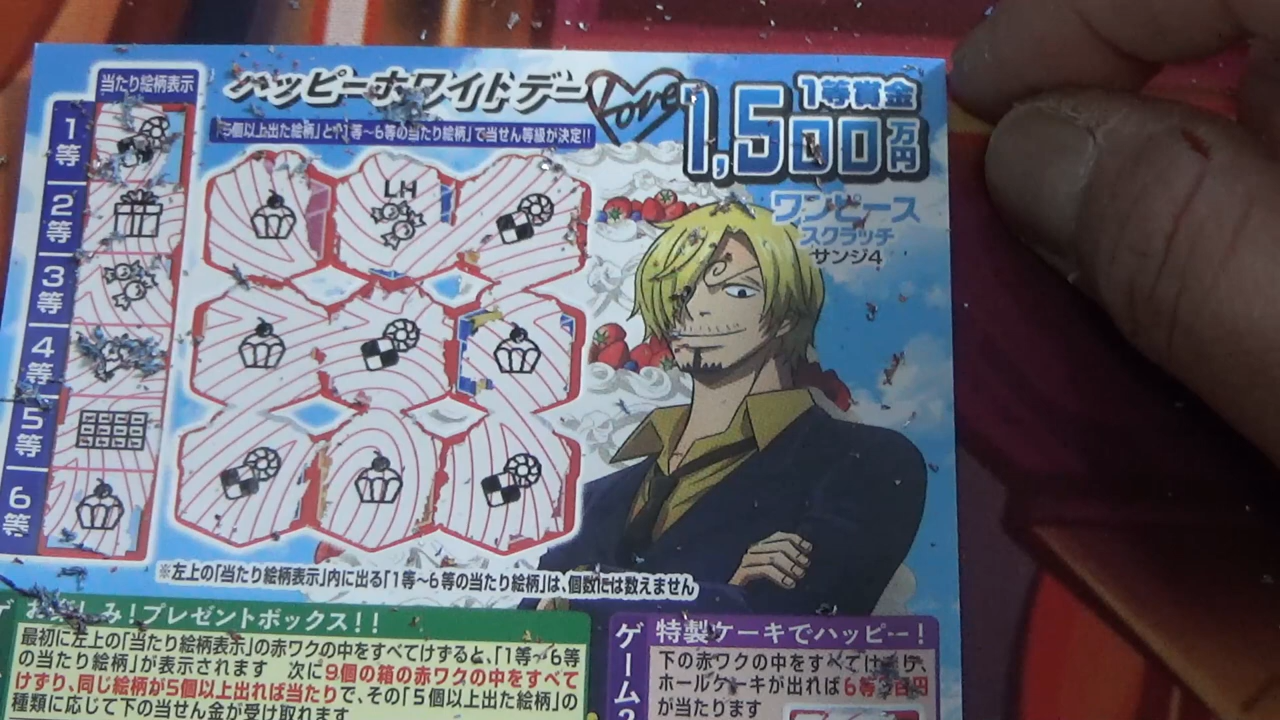 当たり絵柄表示
ハッピーホワイトデー
Love
1等賞金
1,500万円
「5個以上出た絵柄」と「1等～6等の当たり絵柄」で当せん等級が決定!!
ワンピース
スクラッチ
サンジ4
1等
2等
3等
4等
5等
6等
LH
※左上の「当たり絵柄表示」内に出る「1等～6等の当たり絵柄」は、個数には数えません
プレゼントボックス!!
最初に左上の「当たり絵柄表示」の赤ワクの中をすべてけずると、「1等～6等
の当たり絵柄」が表示されます 次に9個の箱の赤ワクの中をすべて
けずり、同じ絵柄が5個以上出れば当たりで、その「5個以上出た絵柄」の
種類に応じて下の当せん金が受け取れます
ゲーム
特製ケーキでハッピー!
下の赤ワクの中をすべてけずり、
ホールケーキが出れば6等
が当たります